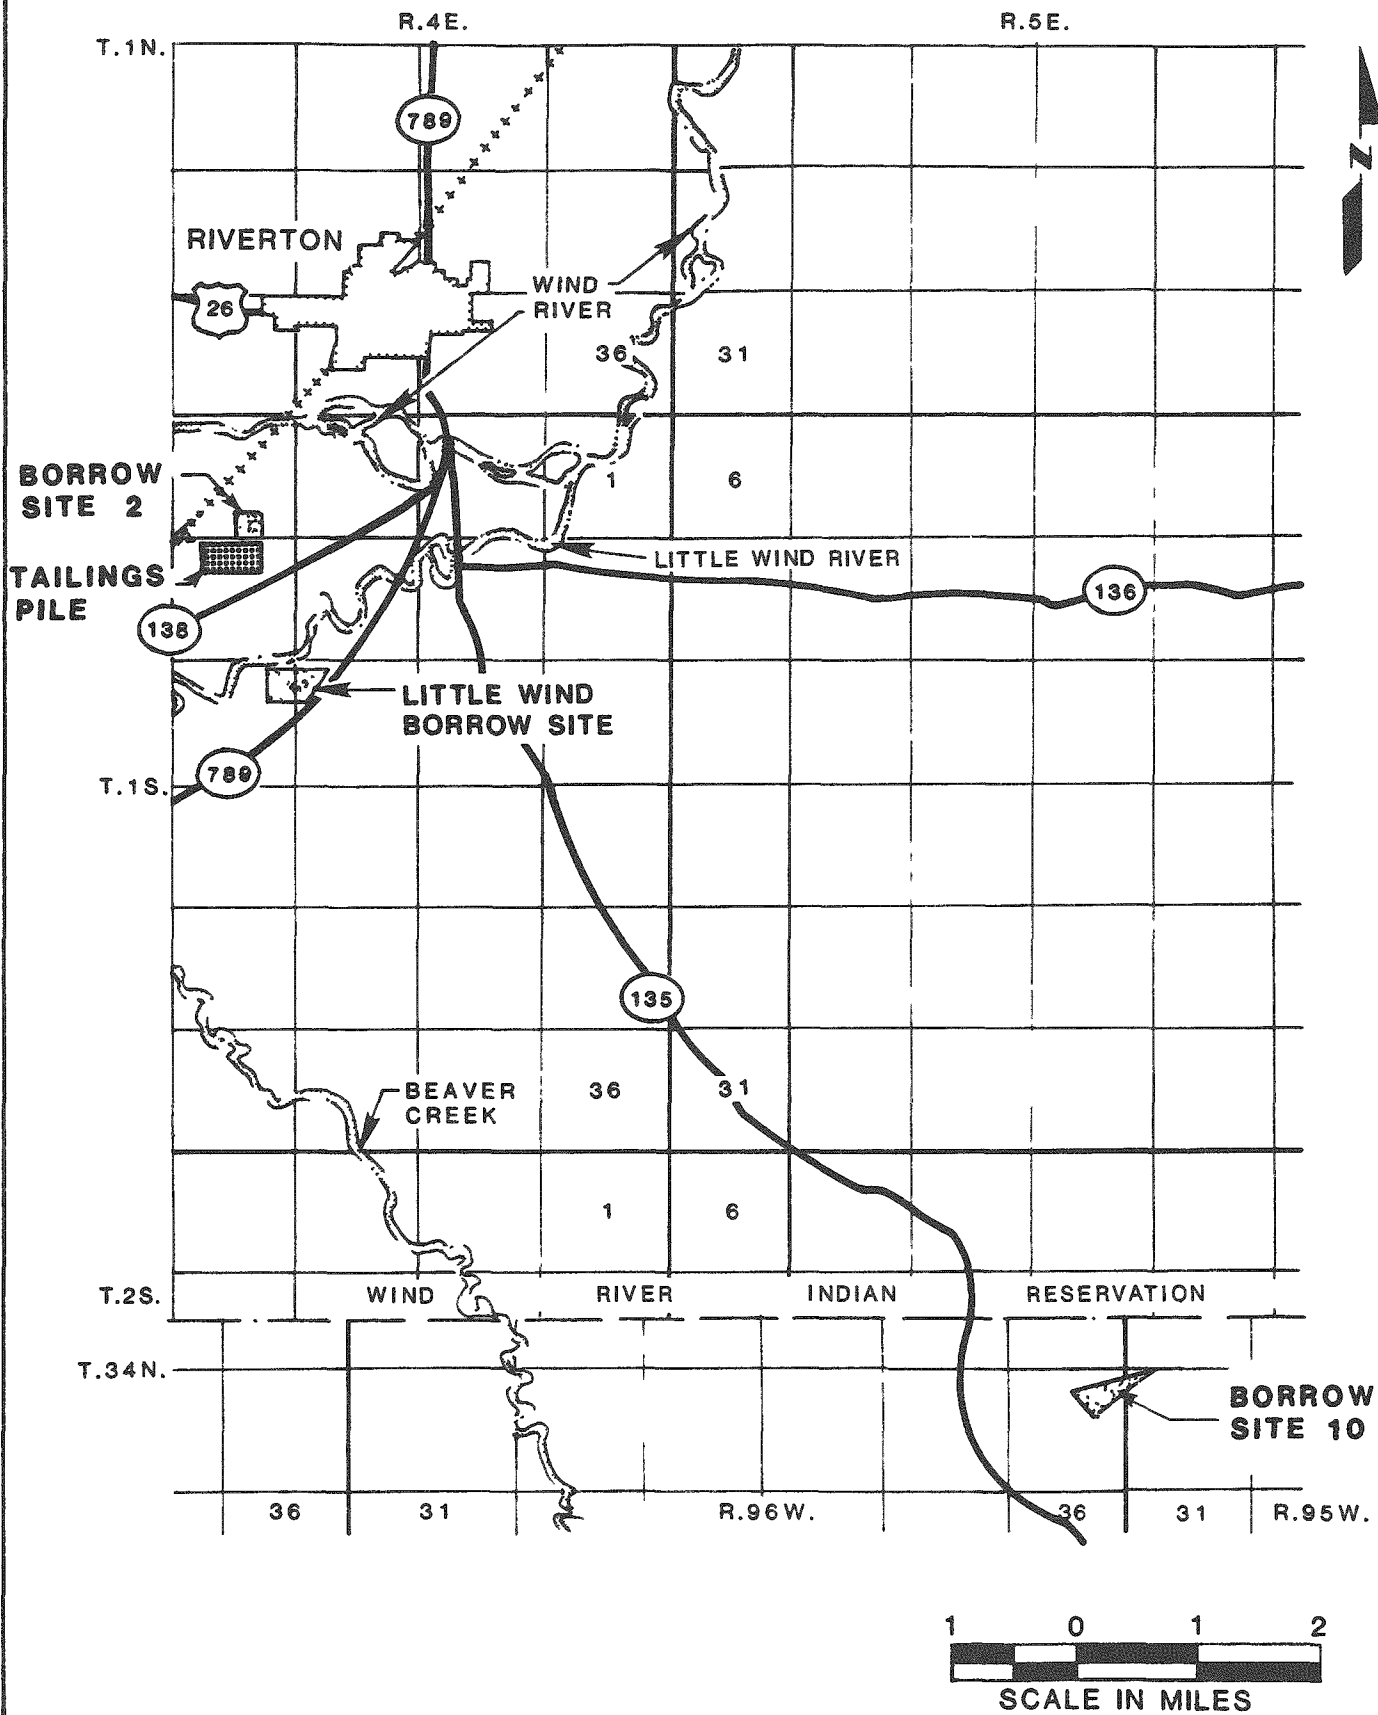 R.4E.
R.5E.
T.1N.
789
N
RIVERTON
WIND
RIVER
26
36
31
BORROW
SITE 2
1
6
TAILINGS
PILE
LITTLE WIND RIVER
136
138
LITTLE WIND
BORROW SITE
789
T.1S.
135
BEAVER
CREEK
36
31
1
6
T.2S.
WIND RIVER INDIAN RESERVATION
T.34N.
BORROW
SITE 10
36
31
R.96W.
36
31
R.95W.
1 0 1 2
SCALE IN MILES